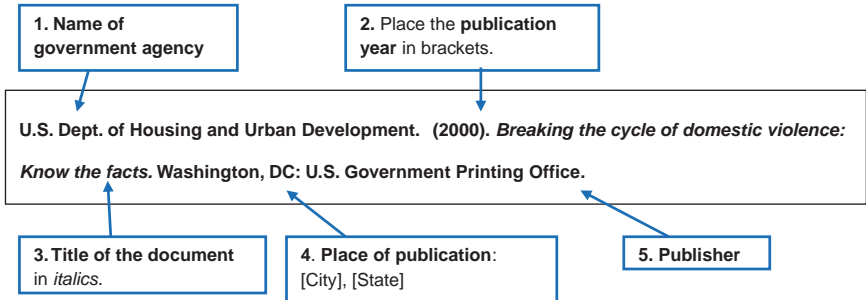 1. Name of
government agency
2. Place the publication
year in brackets.
U.S. Dept. of Housing and Urban Development. (2000). Breaking the cycle of domestic violence:
Know the facts. Washington, DC: U.S. Government Printing Office.
3. Title of the document
in italics.
4. Place of publication:
[City], [State]
5. Publisher